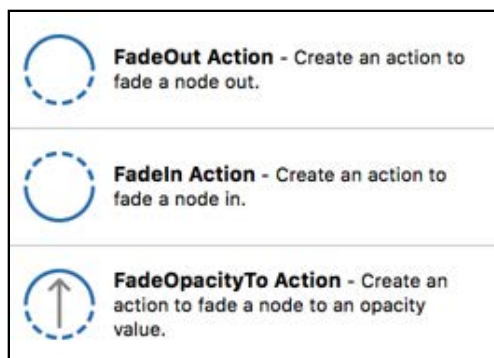 FadeOut Action - Create an action to
fade a node out.
FadeIn Action - Create an action to
fade a node in.
FadeOpacityTo Action - Create an
action to fade a node to an opacity
value.